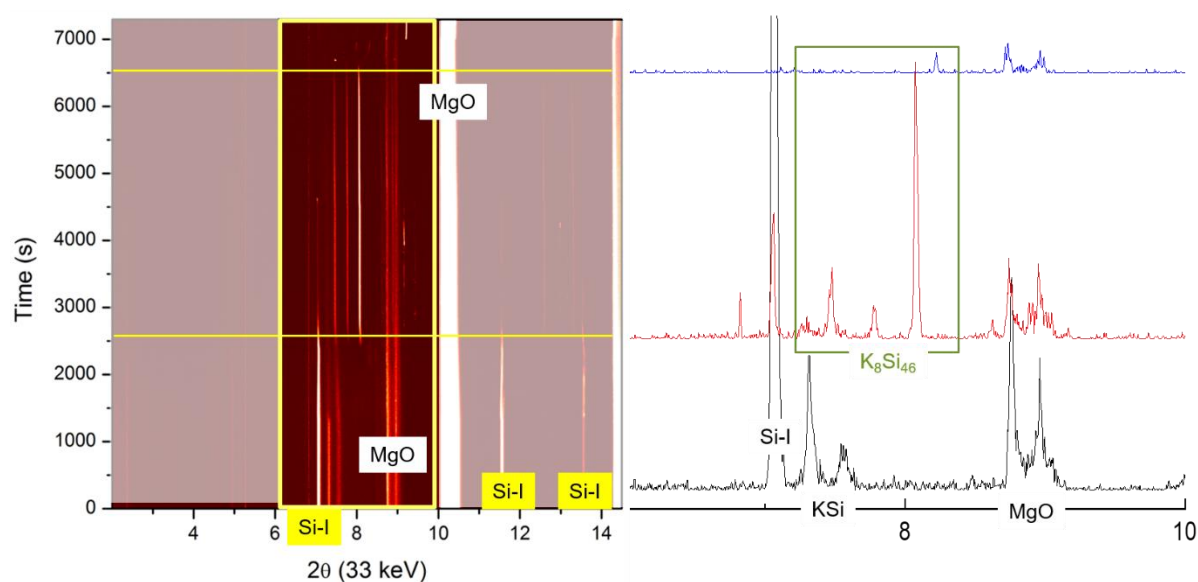 7000
6000
5000
4000
3000
2000
1000
0
Time (s)
MgO
MgO
Si-I
Si-I
Si-I
4
6
8
10
12
14
2θ (33 keV)
K₈Si₄₆
Si-I
KSi
8
MgO
10